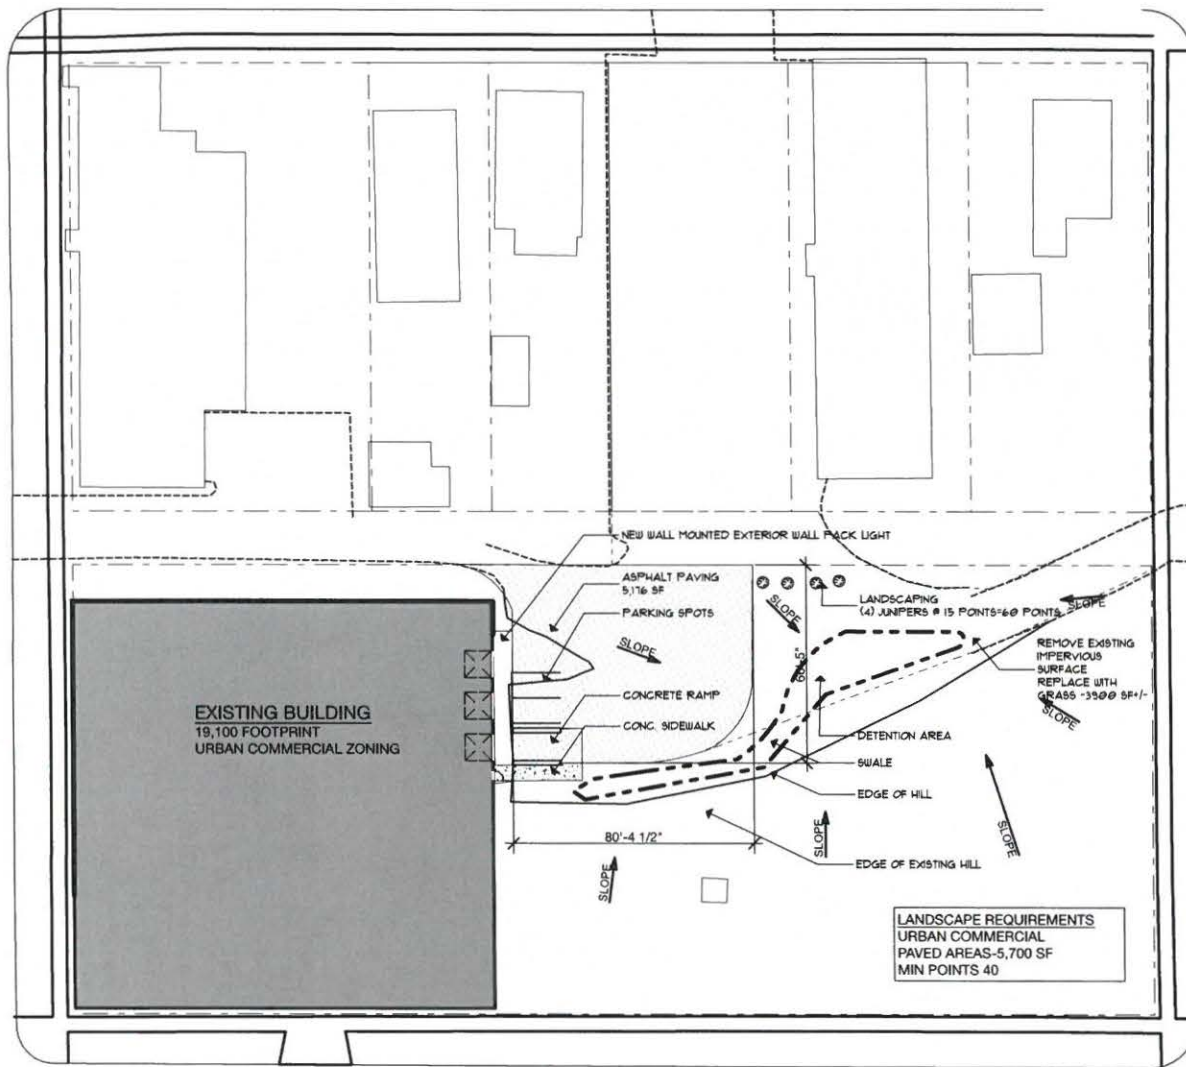 NEW WALL MOUNTED EXTERIOR WALL PACK LIGHT
ASPHALT PAVING
5,176 SF
PARKING SPOTS
SLOPE
SLOPE
LANDSCAPING
(4) JUNIPERS @ 15 POINTS=60 POINTS
SLOPE
REMOVE EXISTING
IMPERVIOUS
SURFACE
REPLACE WITH
GRASS ~3900 SF+/-
SLOPE
CONCRETE RAMP
CONC. SIDEWALK
EXISTING BUILDING
19,100 FOOTPRINT
URBAN COMMERCIAL ZONING
DETENTION AREA
SWALE
EDGE OF HILL
80'-4 1/2"
SLOPE
SLOPE
SLOPE
EDGE OF EXISTING HILL
LANDSCAPE REQUIREMENTS
URBAN COMMERCIAL
PAVED AREAS-5,700 SF
MIN POINTS 40